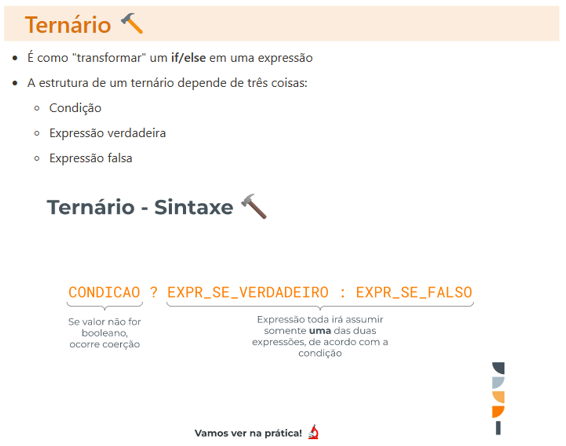 Ternário 🔨
É como "transformar" um if/else em uma expressão
A estrutura de um ternário depende de três coisas:
Condição
Expressão verdadeira
Expressão falsa
Ternário - Sintaxe 🔨
CONDICAO ? EXPR_SE_VERDADEIRO : EXPR_SE_FALSO
Se valor não for
booleano,
ocorre coerção
Expressão toda irá assumir
somente uma das duas
expressões, de acordo com a
condição
Vamos ver na prática! 🔬